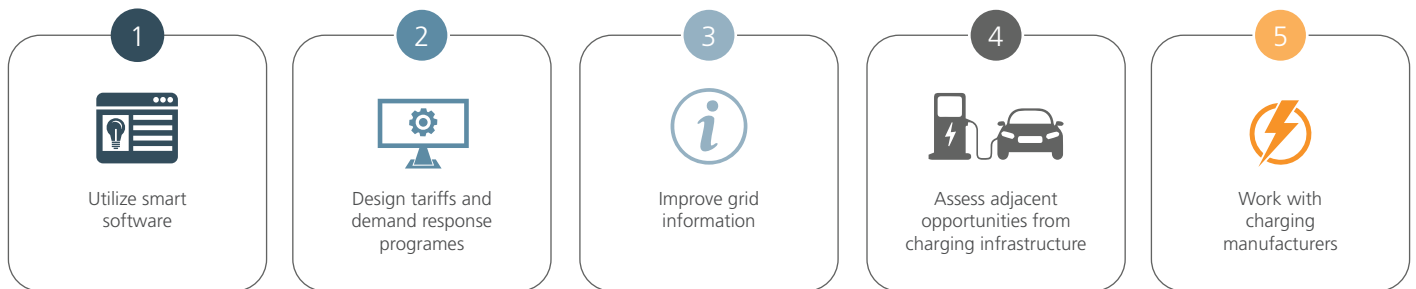 1
Utilize smart
software
2
Design tariffs and
demand response
programes
3
Improve grid
information
4
Assess adjacent
opportunities from
charging infrastructure
5
Work with
charging
manufacturers